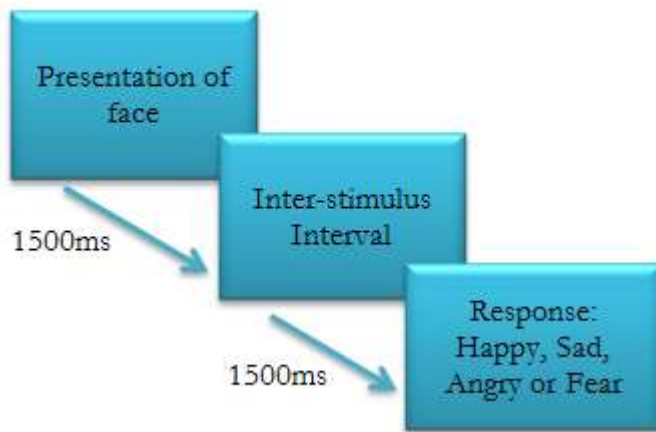 Presentation of
face
1500ms
Inter-stimulus
Interval
1500ms
Response:
Happy, Sad,
Angry or Fear